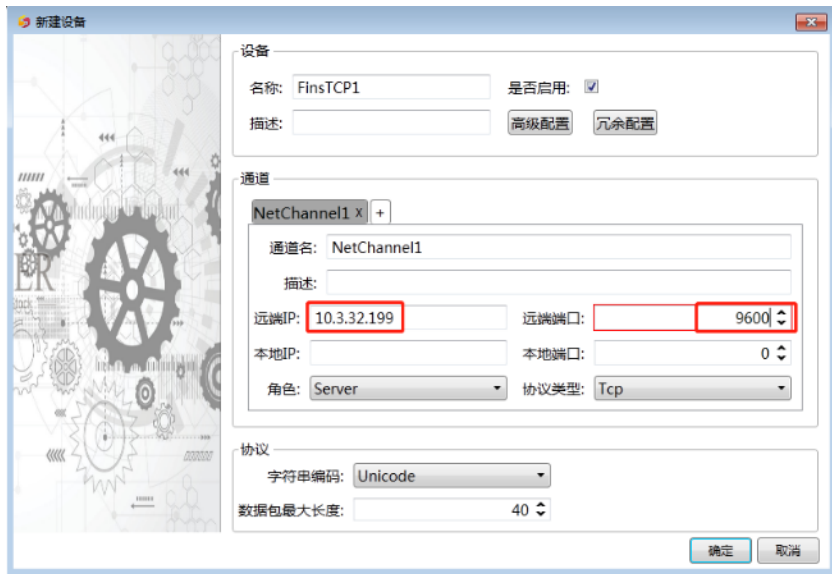 新建设备
设备
名称: FinsTCP1 是否启用:
描述: 高级配置 冗余配置
通道
NetChannel1 x +
通道名: NetChannel1
描述:
远端IP: 10.3.32.199 远端端口: 9600
本地IP: 本地端口: 0
角色: Server 协议类型: Tcp
协议
字符串编码: Unicode
数据包最大长度: 40
确定 取消